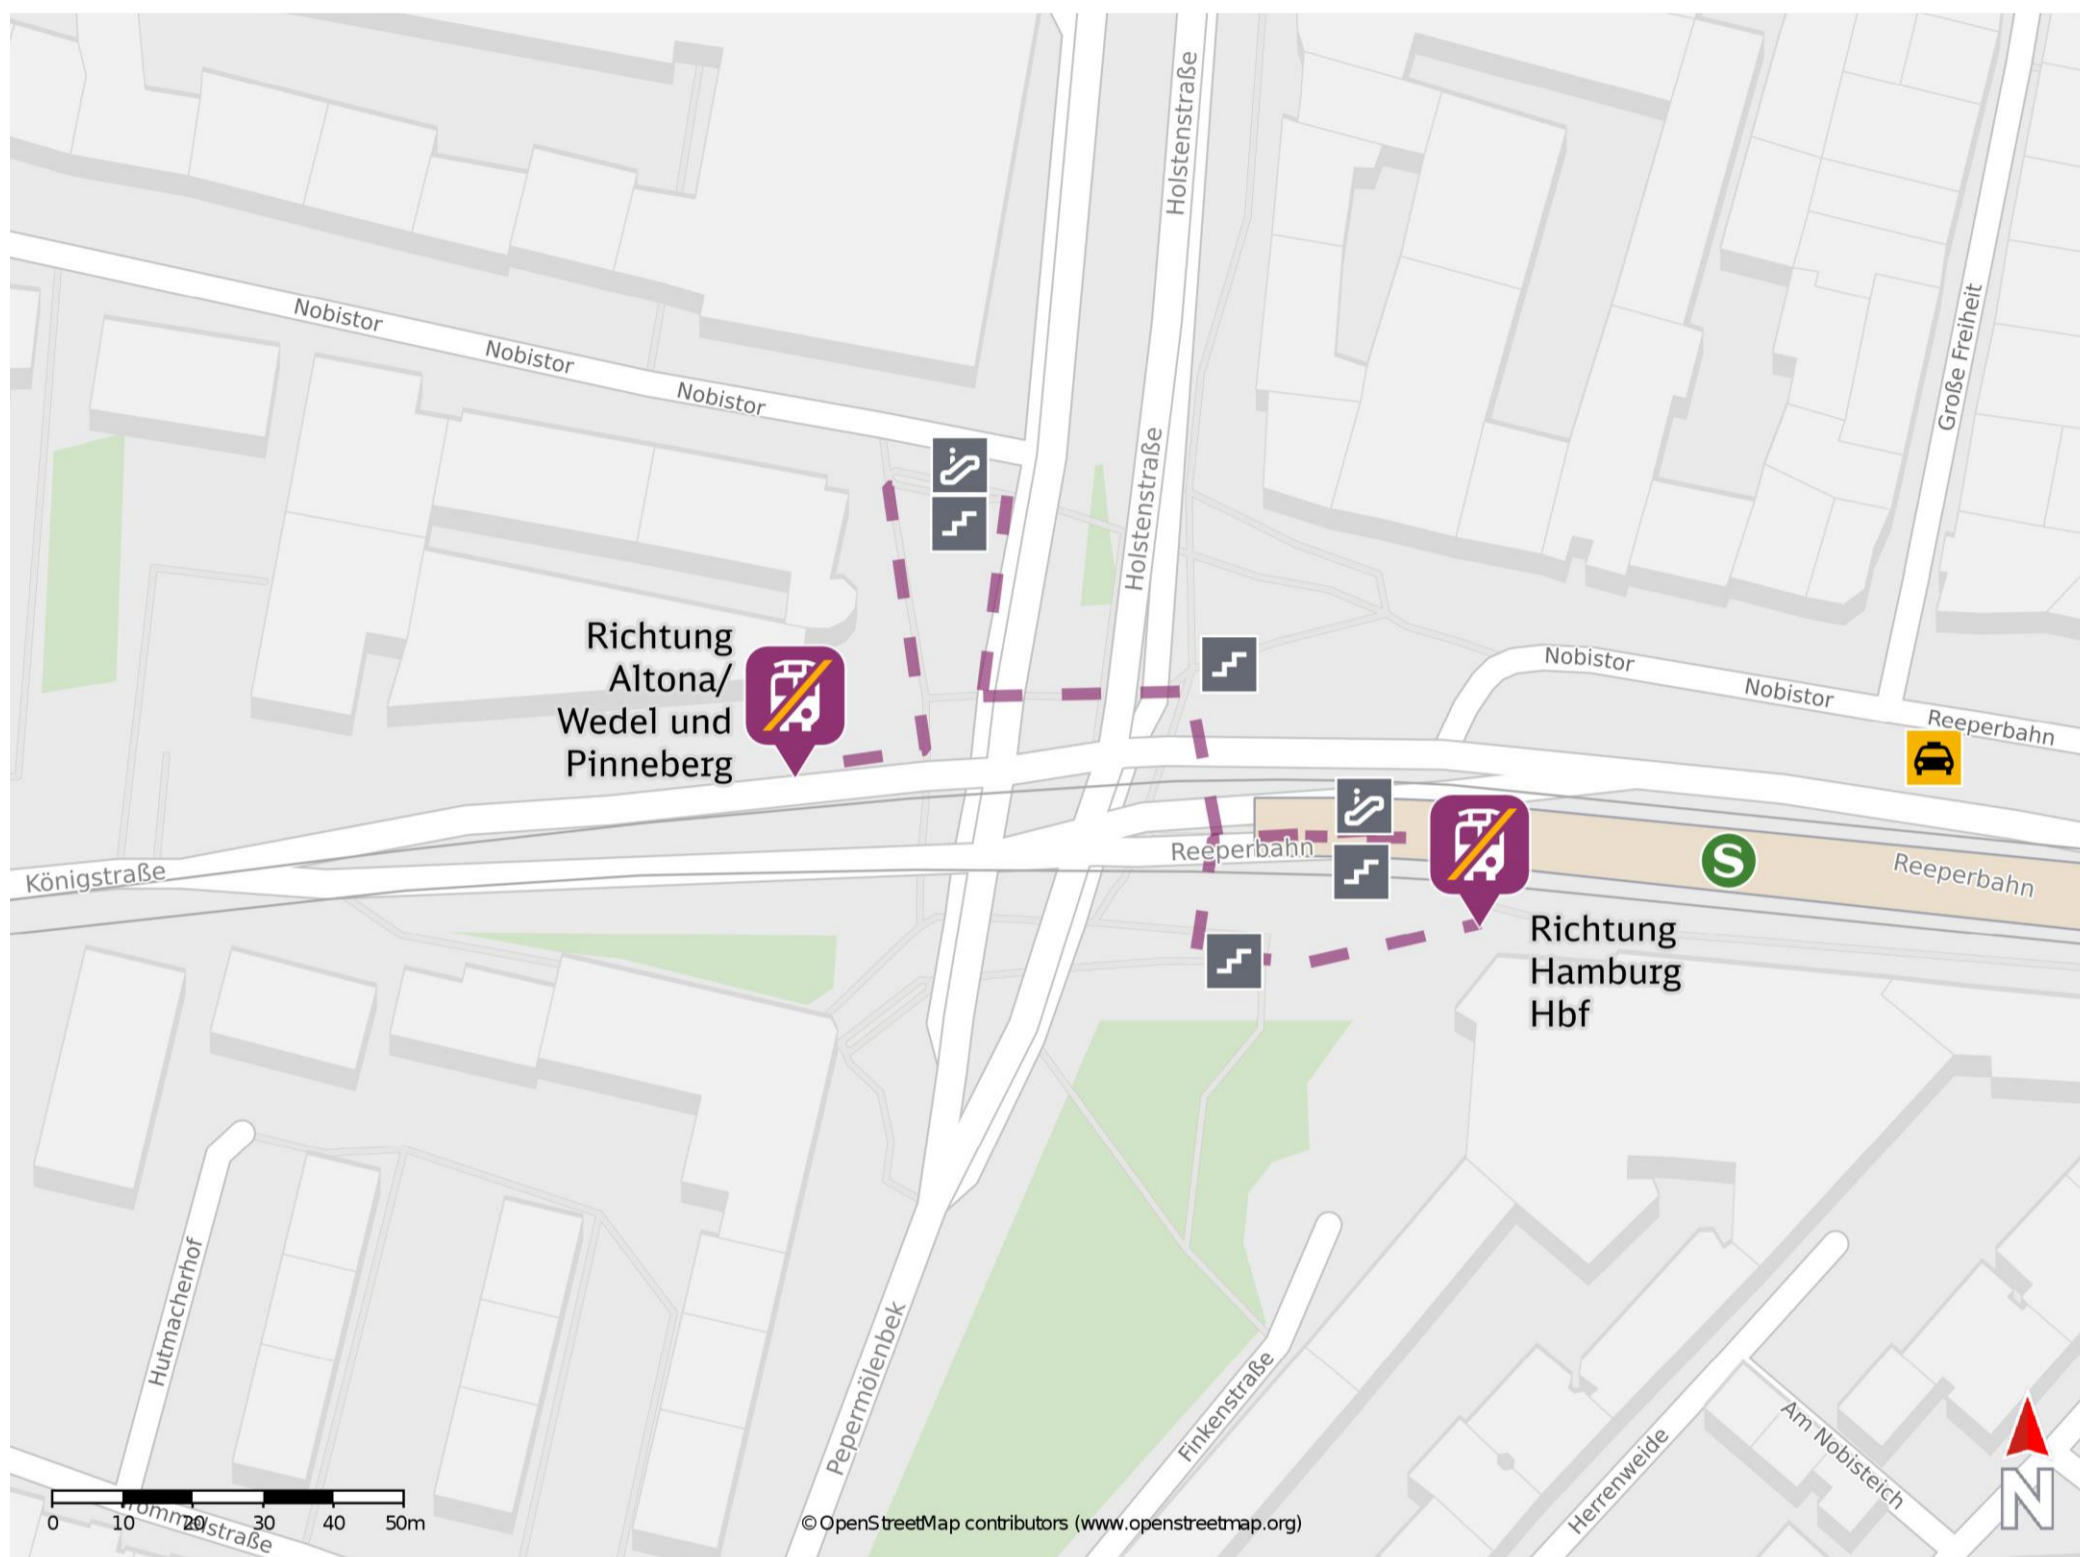 Holstenstraße
Große Freiheit
Nobistor
Nobistor
Nobistor
Holstenstraße
Richtung
Altona/
Wedel und
Pinneberg
Nobistor
Nobistor
Reeperbahn
Königstraße
Reeperbahn
S
Reeperbahn
Richtung
Hamburg
Hbf
Hutmacherhof
Pepermölenbek
Finkenstraße
Herrenweide
Am Nobisteich
N
0 10 20 30 40 50m
©OpenStreetMap contributors (www.openstreetmap.org)